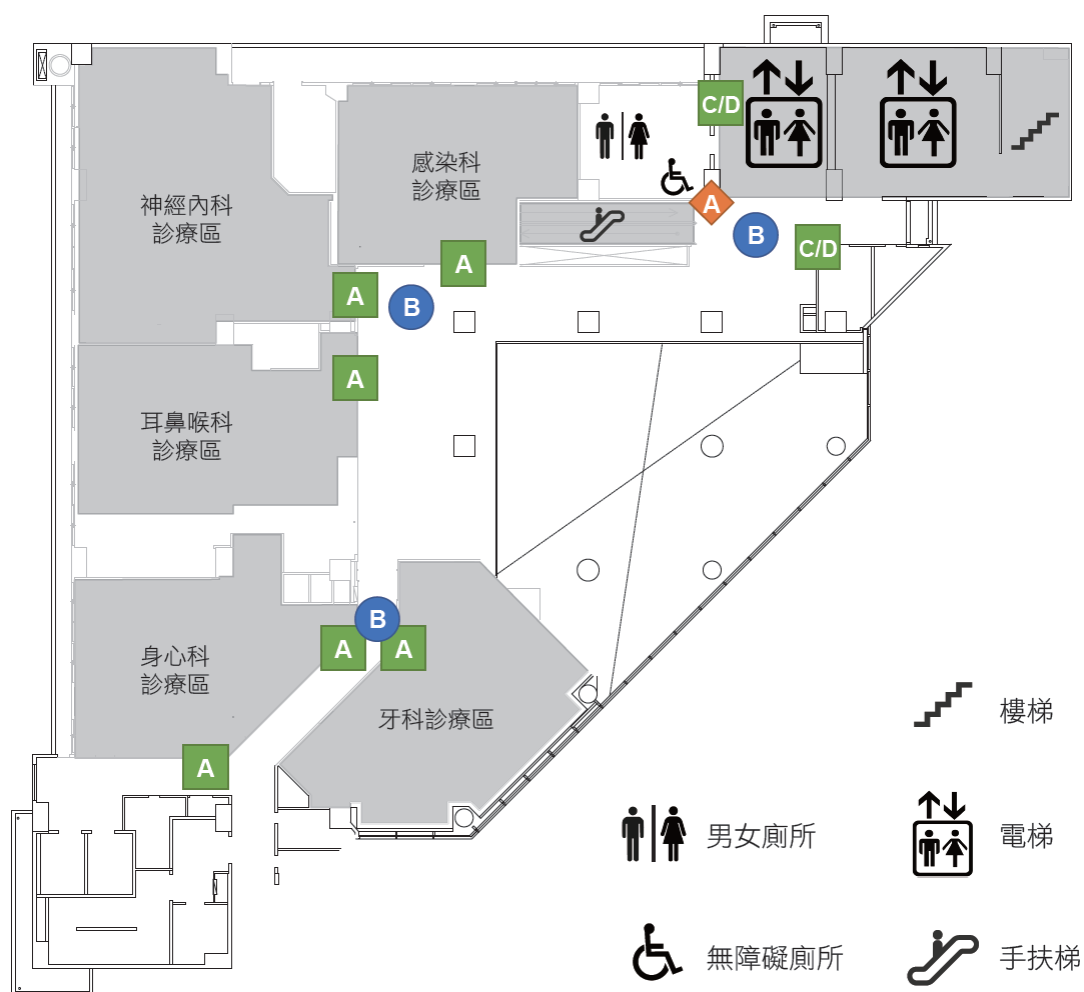 C/D
感染科
診療區
神經內科
診療區
A
B
C/D
A
A
B
A
耳鼻喉科
診療區
B
A
A
身心科
診療區
牙科診療區
A
樓梯
男女廁所
電梯
無障礙廁所
手扶梯